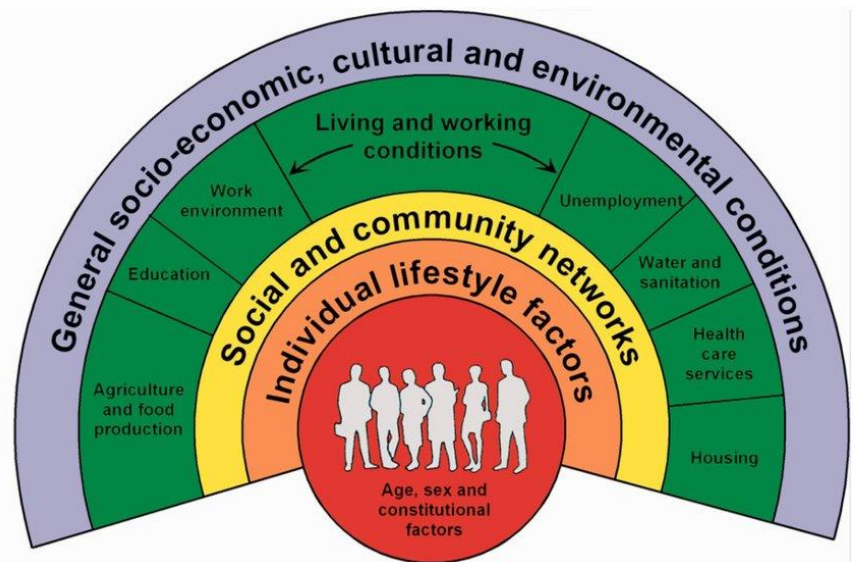 General socio-economic, cultural and environmental conditions
Living and working
conditions
Work
environment
Unemployment
Education
Water and
sanitation
Agriculture
and food
production
Health
care
services
Housing
Social and community networks
Individual lifestyle factors
Age, sex and
constitutional
factors